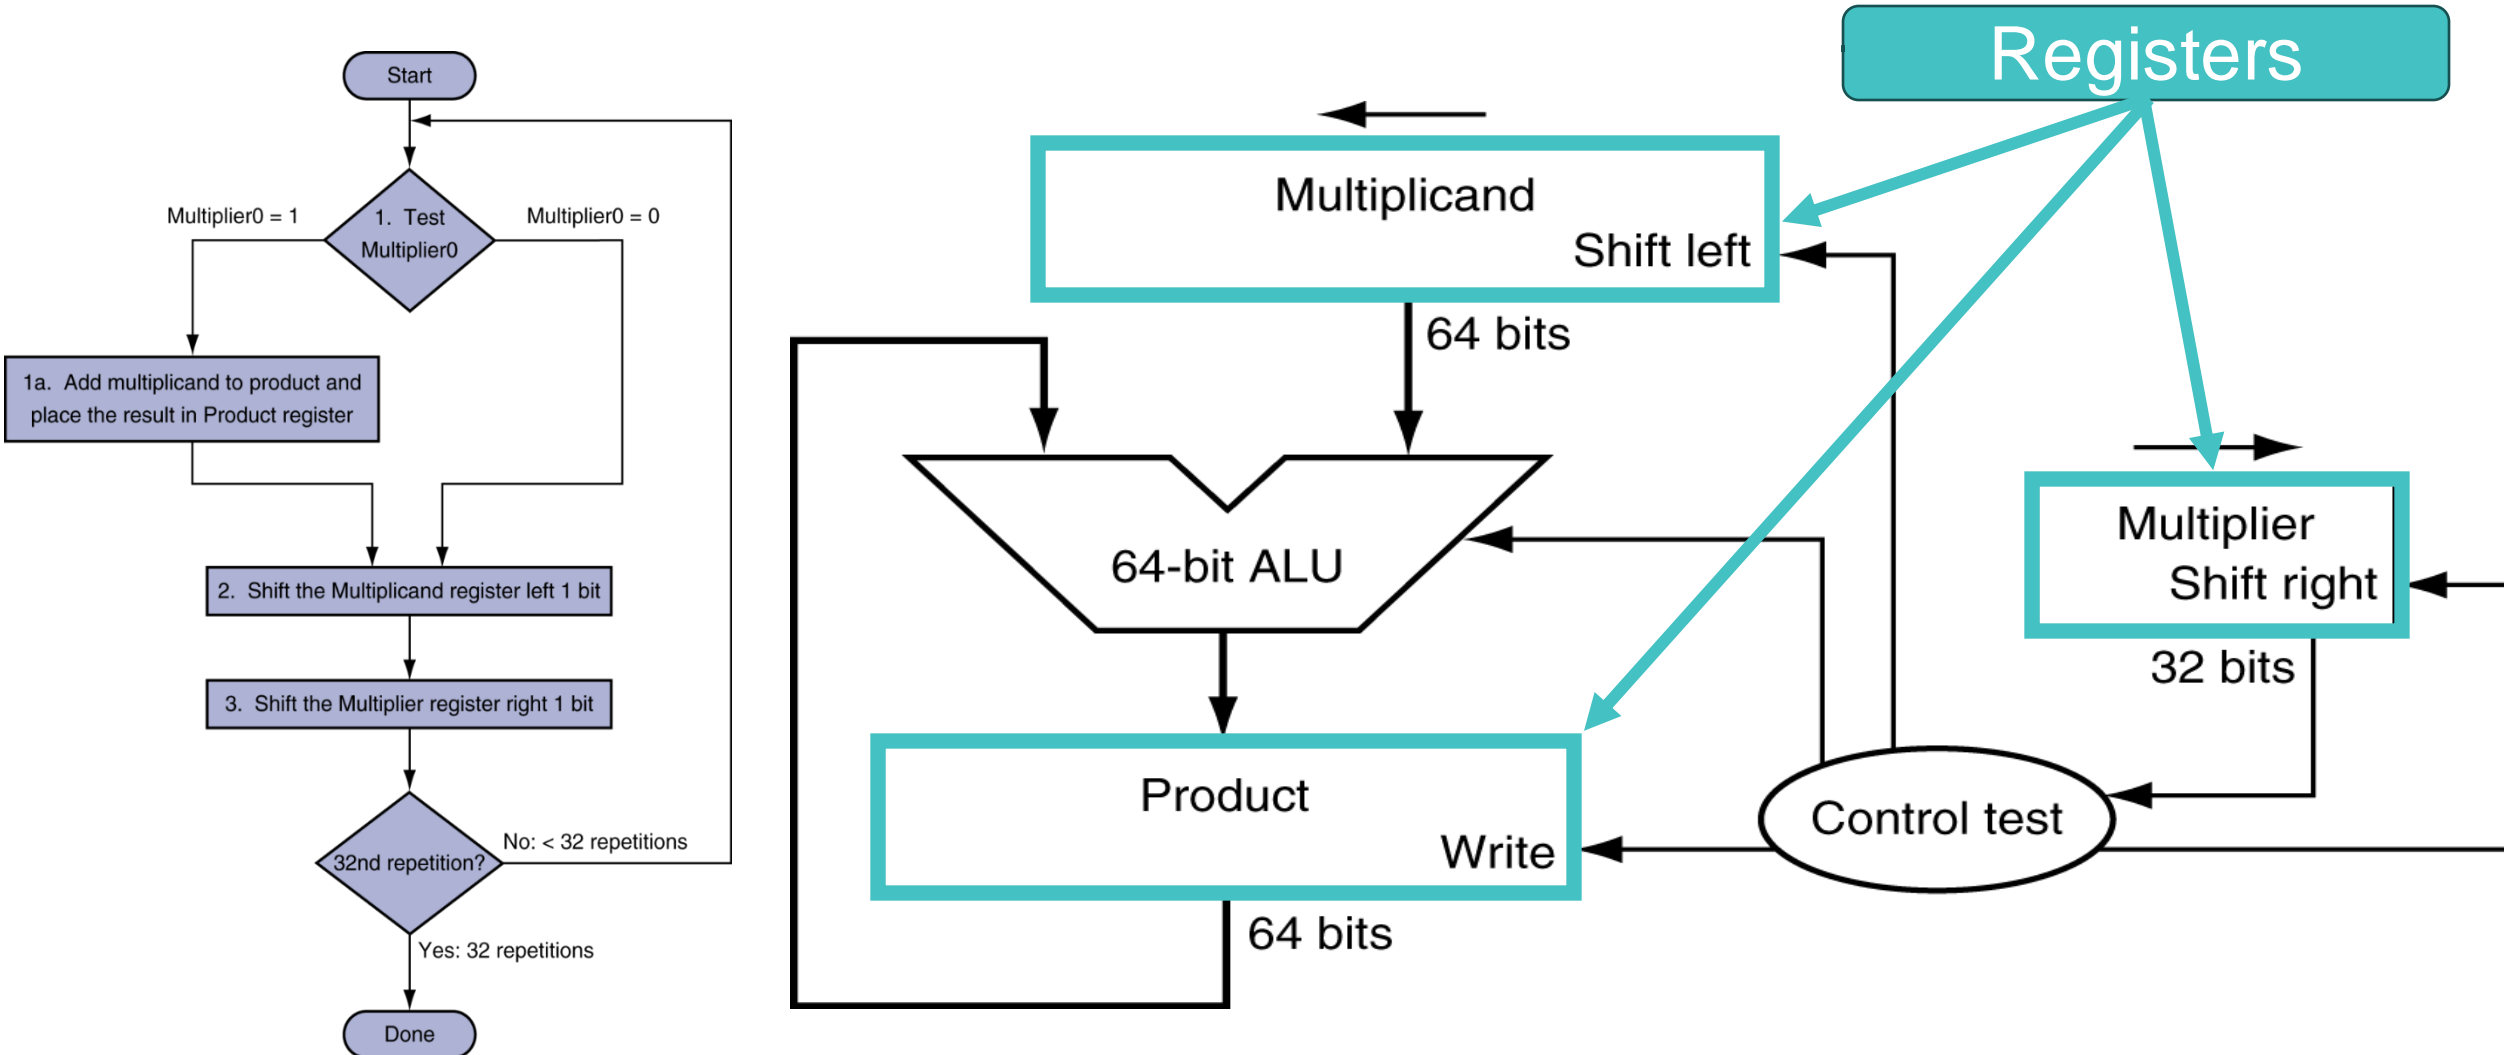 Start
Multiplier0 = 1
1. Test
Multiplier0
Multiplier0 = 0
1a. Add multiplicand to product and
place the result in Product register
2. Shift the Multiplicand register left 1 bit
3. Shift the Multiplier register right 1 bit
32nd repetition?
No: < 32 repetitions
Yes: 32 repetitions
Done
Registers
Multiplicand
Shift left
64 bits
64-bit ALU
Multiplier
Shift right
32 bits
Product
Write
Control test
64 bits